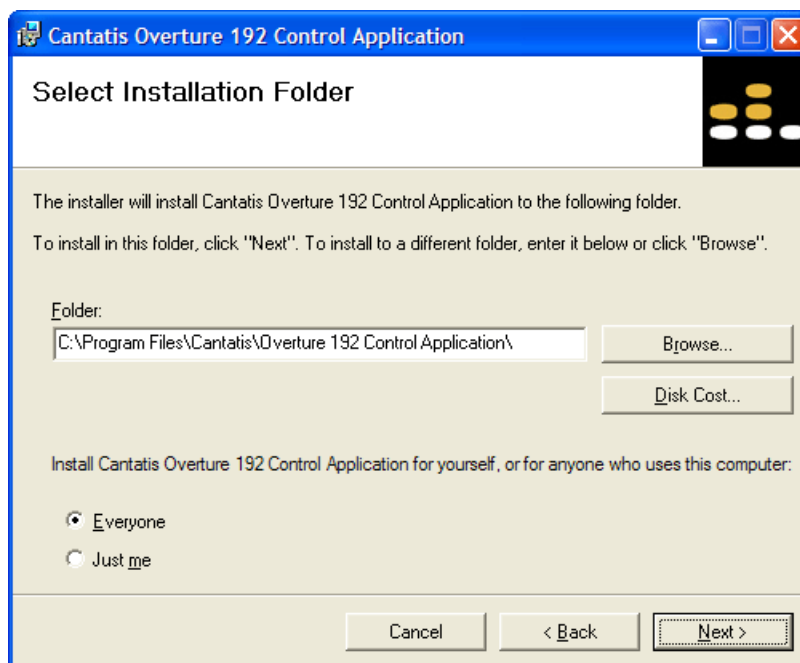 Cantatis Overture 192 Control Application
Select Installation Folder
The installer will install Cantatis Overture 192 Control Application to the following folder.
To install in this folder, click "Next". To install to a different folder, enter it below or click "Browse".
Folder:
C:\Program Files\Cantatis\Overture 192 Control Application\
Browse...
Disk Cost...
Install Cantatis Overture 192 Control Application for yourself, or for anyone who uses this computer:
Everyone
Just me
Cancel
< Back
Next >